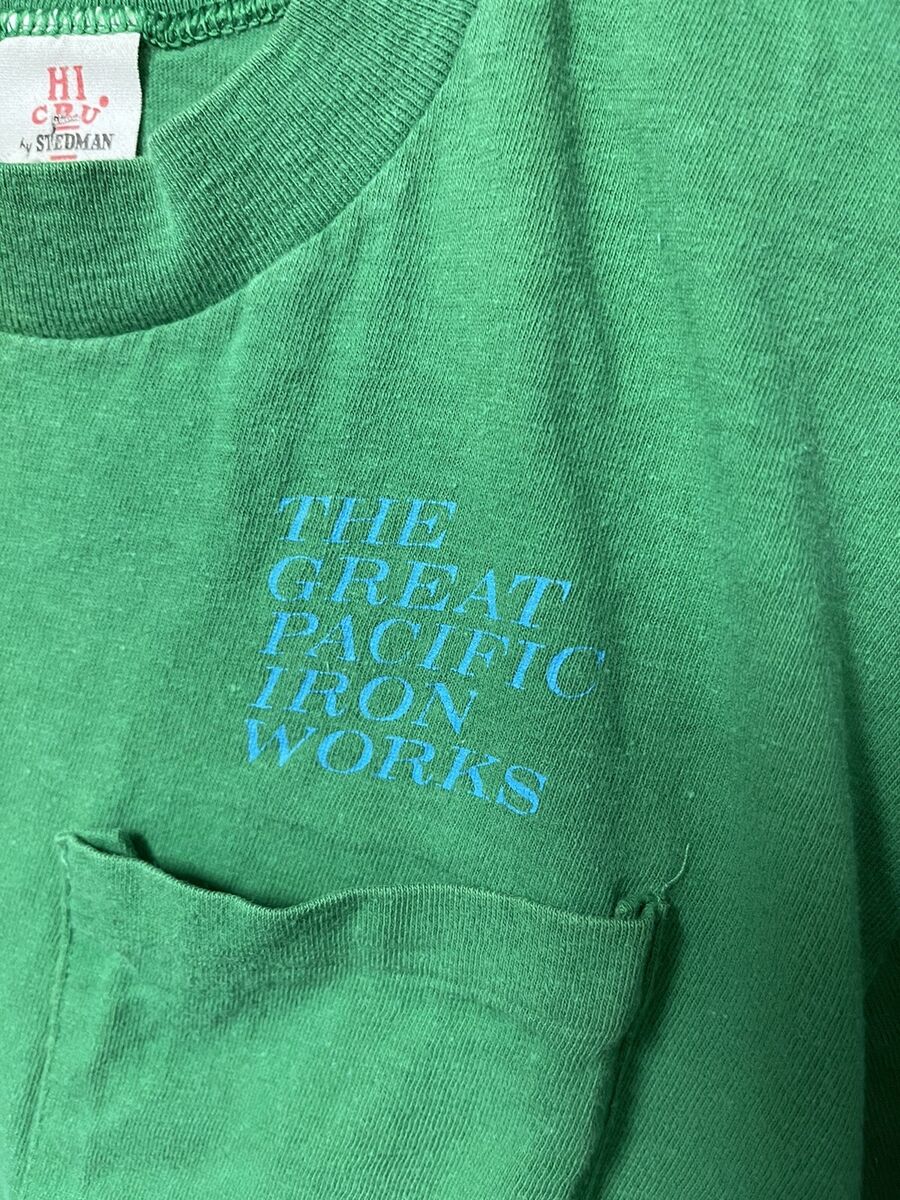 HI
CRU
by STEDMAN
THE
GREAT
PACIFIC
IRON
WORKS